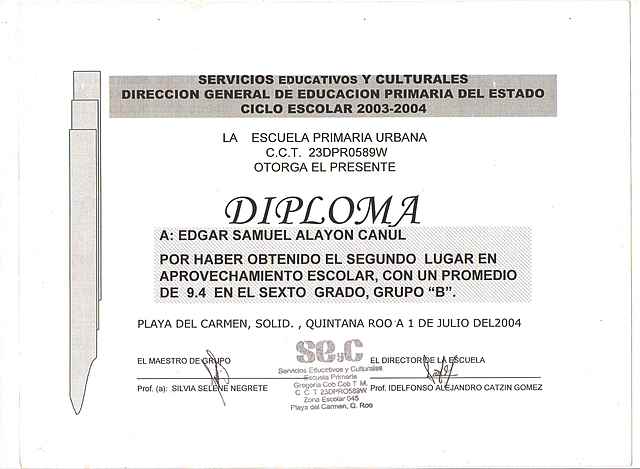 SERVICIOS EDUCATIVOS Y CULTURALES
DIRECCION GENERAL DE EDUCACION PRIMARIA DEL ESTADO
CICLO ESCOLAR 2003-2004
LA ESCUELA PRIMARIA URBANA
C.C.T. 23DPR0589W
OTORGA EL PRESENTE
DIPLOMA
A: EDGAR SAMUEL ALAYON CANUL
POR HABER OBTENIDO EL SEGUNDO LUGAR EN
APROVECHAMIENTO ESCOLAR, CON UN PROMEDIO
DE 9.4 EN EL SEXTO GRADO, GRUPO “B”.
PLAYA DEL CARMEN, SOLID. , QUINTANA ROO A 1 DE JULIO DEL2004
EL MAESTRO DE GRUPO
Prof. (a): SILVIA SELENE NEGRETE
SEyC
Servicios Educativos y Culturales
Escuela Primaria
Gregorio Cob Cob T. M.
C. C. T. 23DPRO589W
Zona Escolar 045
Playa del Carmen, Q. Roo
EL DIRECTOR DE LA ESCUELA
Prof. IDELFONSO ALEJANDRO CATZIN GOMEZ